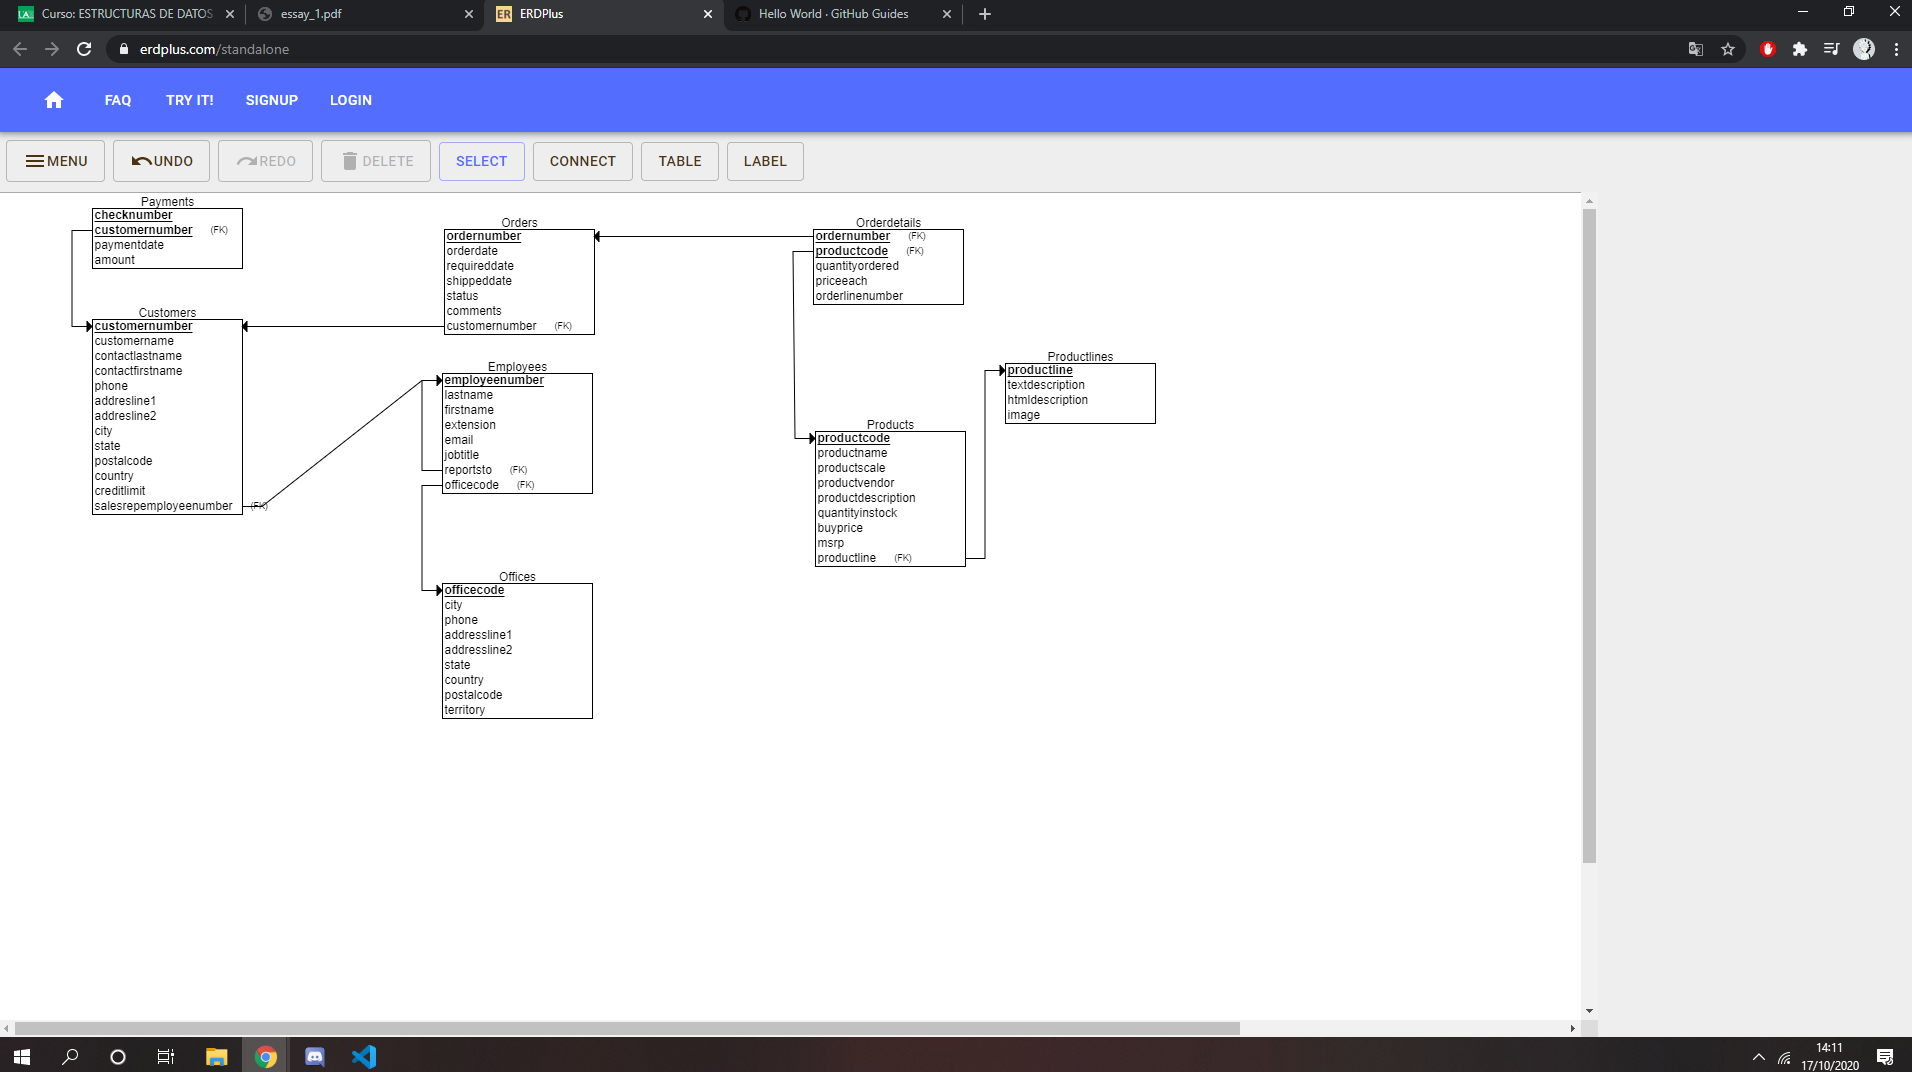 Curso: ESTRUCTURAS DE DATOS
essay_1.pdf
ER ERDPlus
Hello World · GitHub Guides
erdplus.com/standalone
FAQ TRY IT! SIGNUP LOGIN
MENU UNDO REDO DELETE SELECT CONNECT TABLE LABEL
Payments
checknumber
customernumber (FK)
paymentdate
amount
Customers
customernumber
customername
contactlastname
contactfirstname
phone
addresline1
addresline2
city
state
postalcode
country
creditlimit
salesrepemployeenumber (FK)
Orders
ordernumber
orderdate
requireddate
shippeddate
status
comments
customernumber (FK)
Employees
employeenumber
lastname
firstname
extension
email
jobtitle
reportsto (FK)
officecode (FK)
Offices
officecode
city
phone
addressline1
addressline2
state
country
postalcode
territory
Orderdetails
ordernumber (FK)
productcode (FK)
quantityordered
priceeach
orderlinenumber
Products
productcode
productname
productscale
productvendor
productdescription
quantityinstock
buyprice
msrp
productline (FK)
Productlines
productline
textdescription
htmldescription
image
14:11
17/10/2020